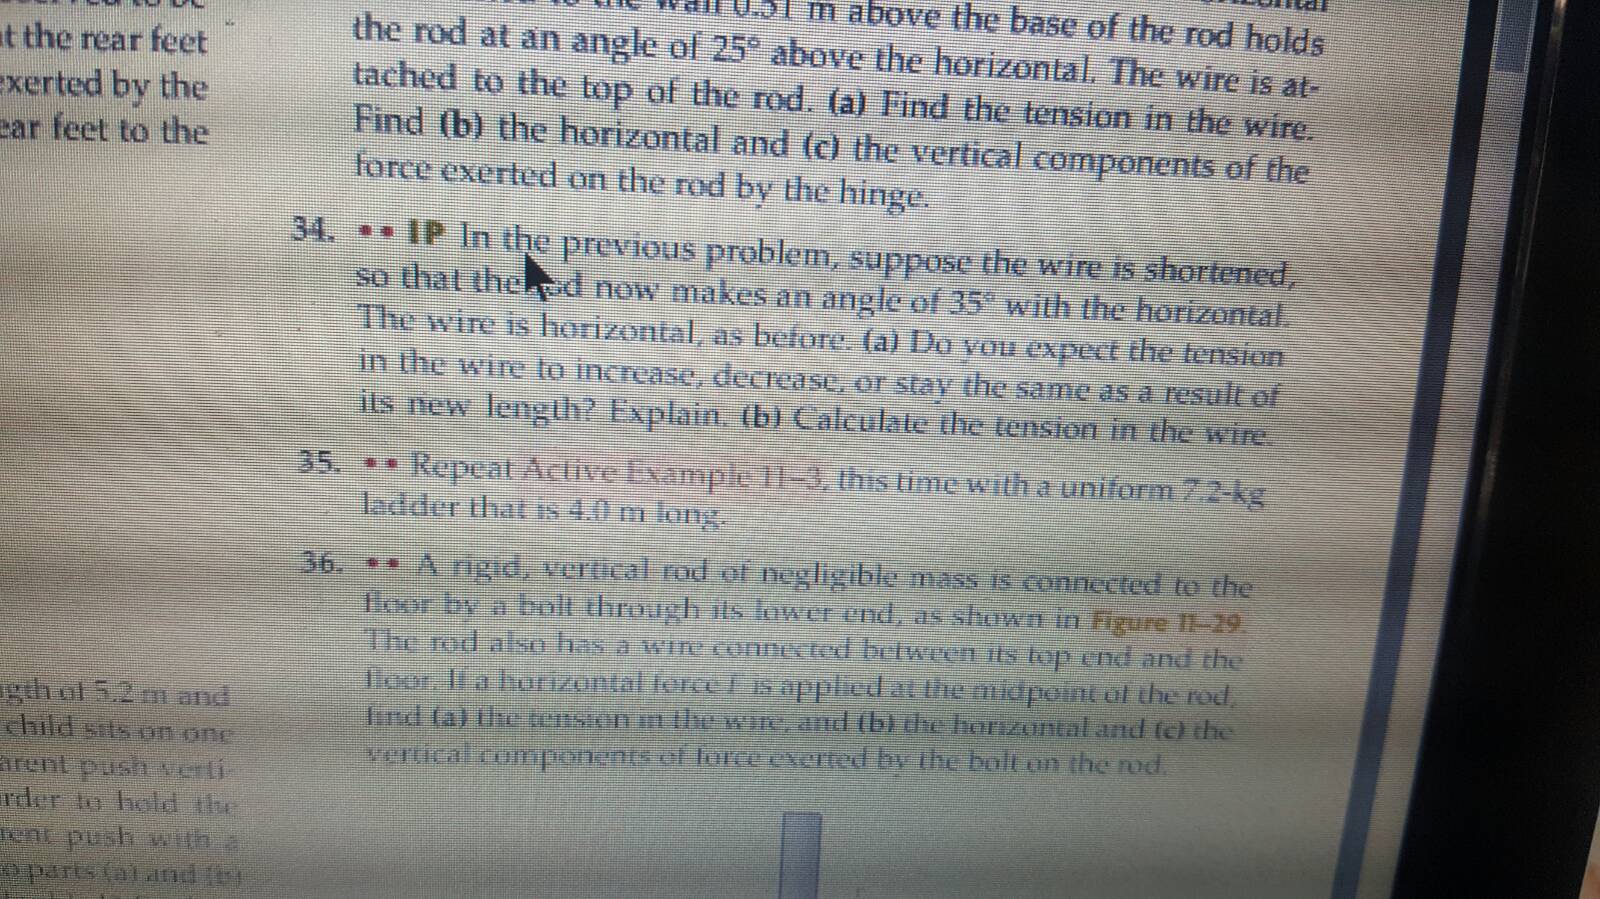 at the rear feet
exerted by the
ear feet to the
ngth of 5.2 m and
child sits on one
arent push verti-
order to hold the
rent push with a
o parts (a) and (b)
wall 0.51 m above the base of the rod holds
the rod at an angle of 25° above the horizontal. The wire is at-
tached to the top of the rod. (a) Find the tension in the wire.
Find (b) the horizontal and (c) the vertical components of the
force exerted on the rod by the hinge.
34. •• IP In the previous problem, suppose the wire is shortened,
so that the rod now makes an angle of 35° with the horizontal.
The wire is horizontal, as before. (a) Do you expect the tension
in the wire to increase, decrease, or stay the same as a result of
its new length? Explain. (b) Calculate the tension in the wire.
35. •• Repeat Active Example 11–3, this time with a uniform 7.2-kg
ladder that is 4.0 m long.
36. •• A rigid, vertical rod of negligible mass is connected to the
floor by a bolt through its lower end, as shown in Figure 11–29.
The rod also has a wire connected between its top end and the
floor. If a horizontal force F is applied at the midpoint of the rod,
find (a) the tension in the wire, and (b) the horizontal and (c) the
vertical components of force exerted by the bolt on the rod.